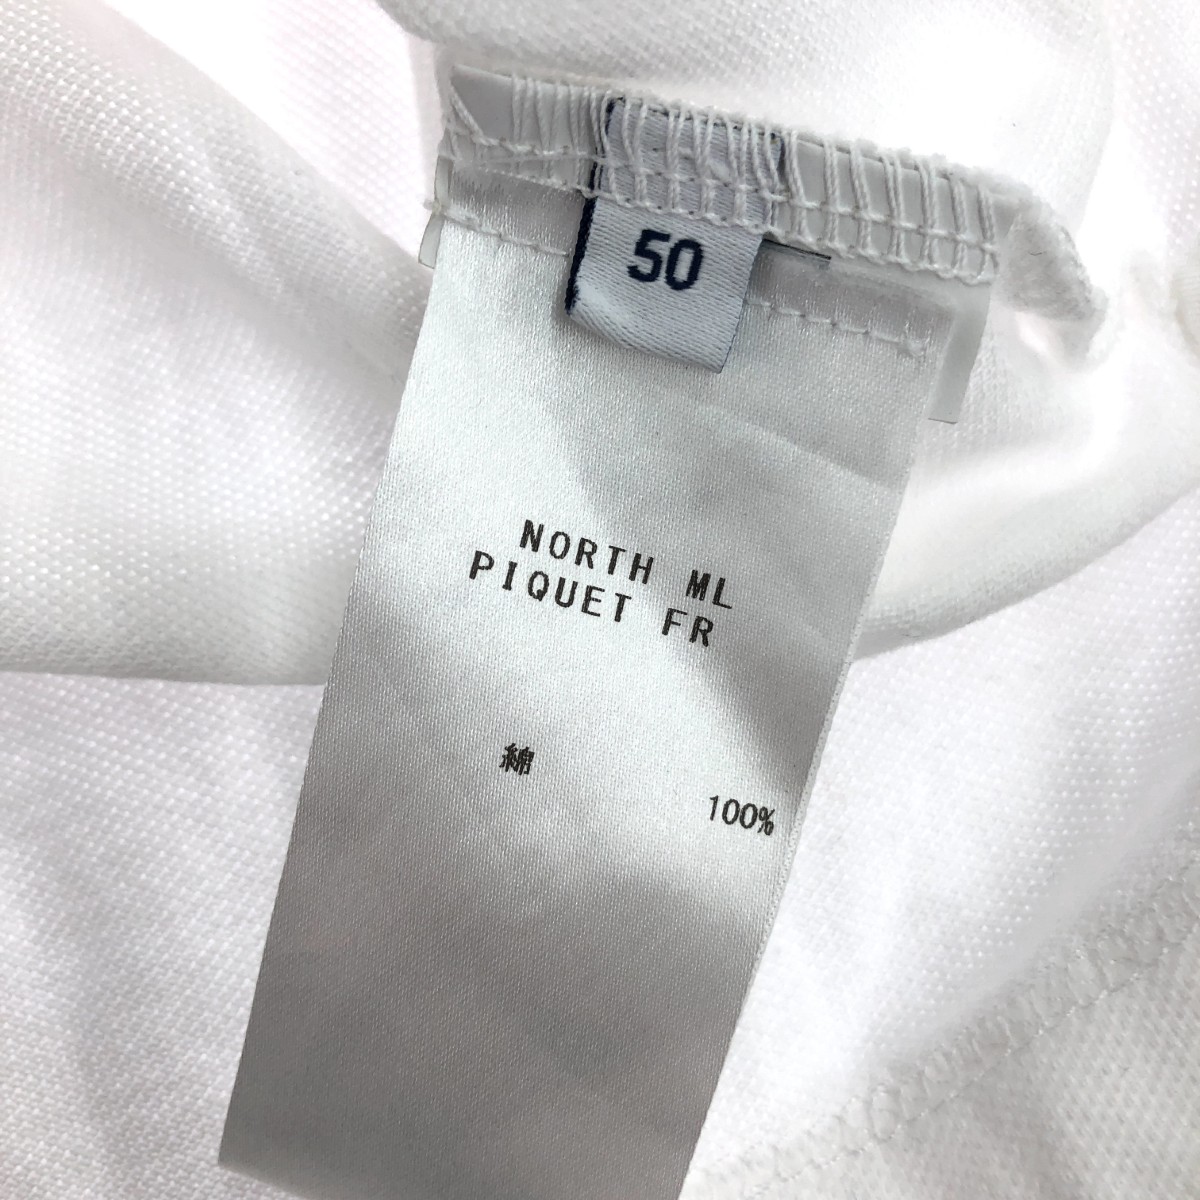 50
NORTH ML
PIQUET FR
綿
100%